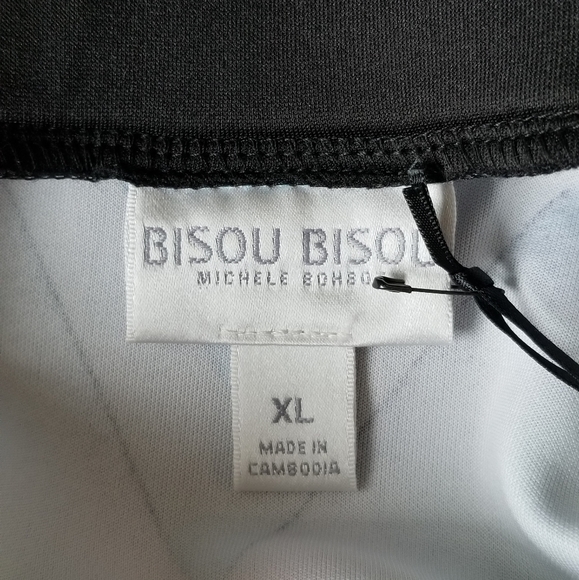 BISOU BISOU
MICHELE BOHBO
XL
MADE IN
CAMBODIA